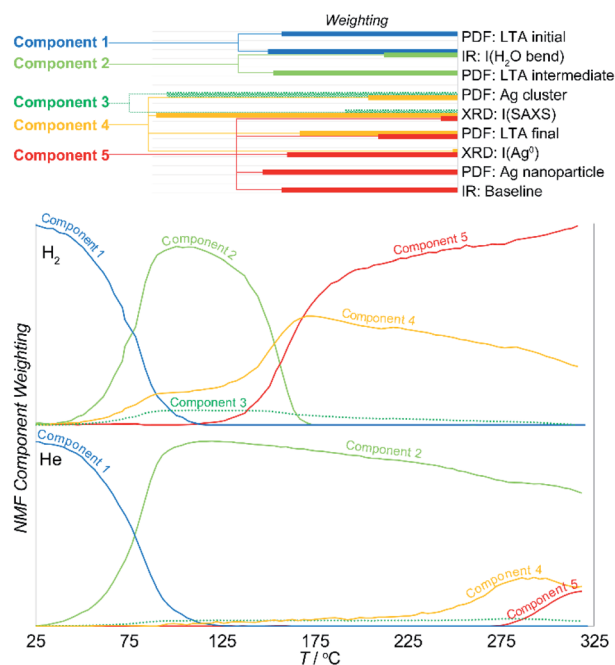 Weighting
Component 1
Component 2
Component 3
Component 4
Component 5
PDF: LTA initial
IR: I(H₂O bend)
PDF: LTA intermediate
PDF: Ag cluster
XRD: I(SAXS)
PDF: LTA final
XRD: I(Ag⁰)
PDF: Ag nanoparticle
IR: Baseline
NMF Component Weighting
H₂
Component 1
Component 2
Component 3
Component 4
Component 5
He
Component 1
Component 2
Component 4
Component 5
25 75 125 175 225 275 325
T / °C